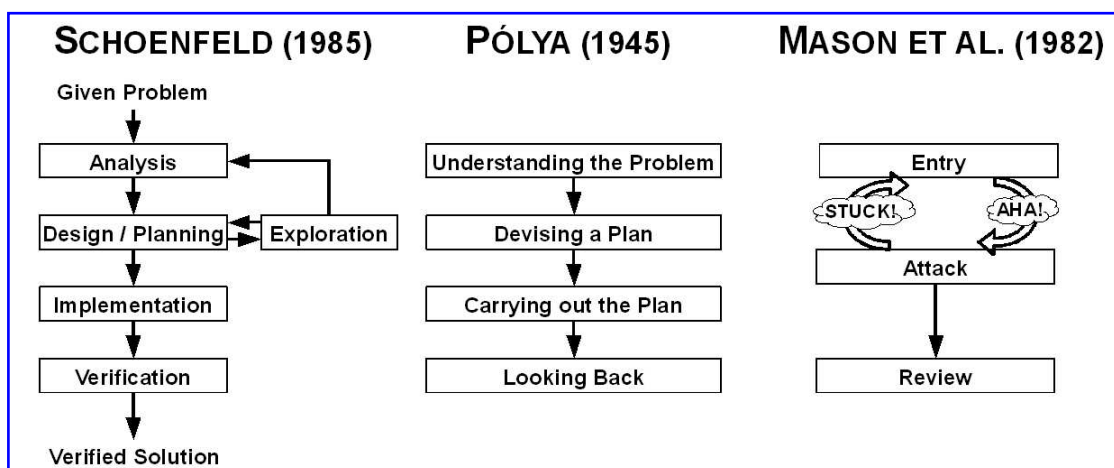 SCHOENFELD (1985)
Given Problem
Analysis
Design / Planning
Exploration
Implementation
Verification
Verified Solution
PÓLYA (1945)
Understanding the Problem
Devising a Plan
Carrying out the Plan
Looking Back
MASON ET AL. (1982)
Entry
STUCK!
AHA!
Attack
Review